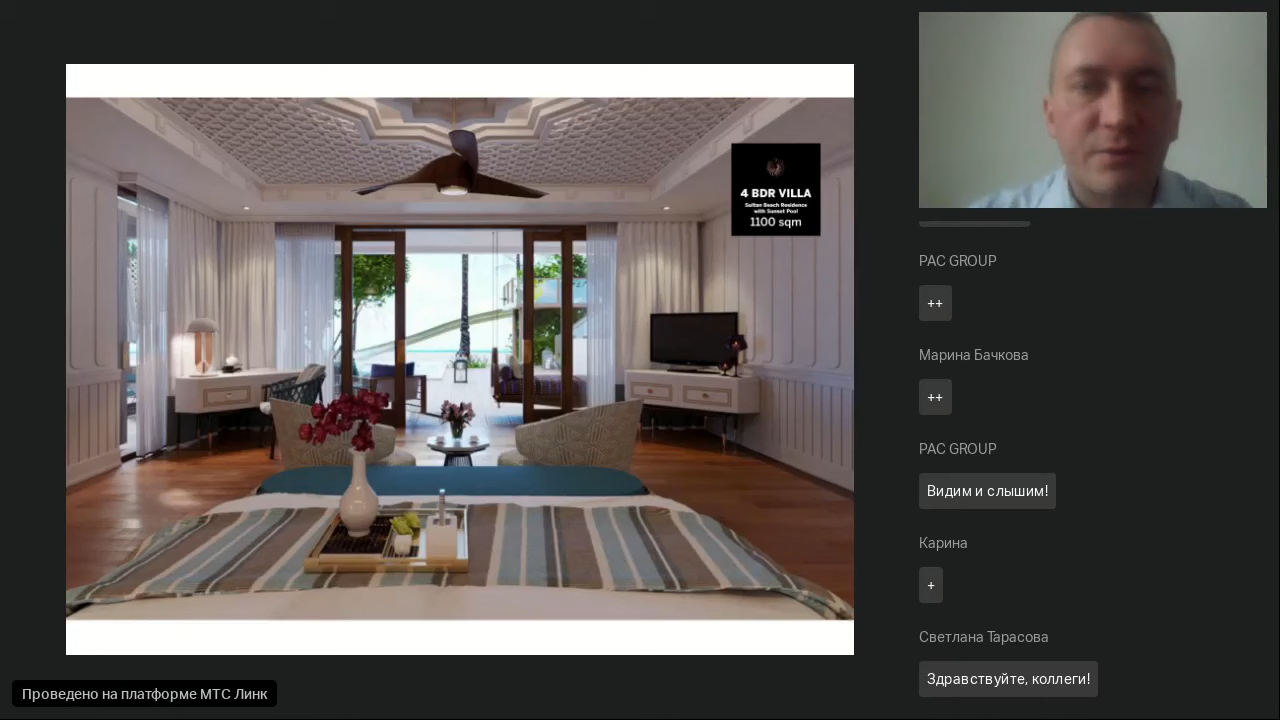 4 BDR VILLA
Sultan Beach Residence
with Sunset Pool
1100 sqm
PAC GROUP
++
Марина Бачкова
++
PAC GROUP
Видим и слышим!
Карина
+
Светлана Тарасова
Здравствуйте, коллеги!
Проведено на платформе МТС Линк